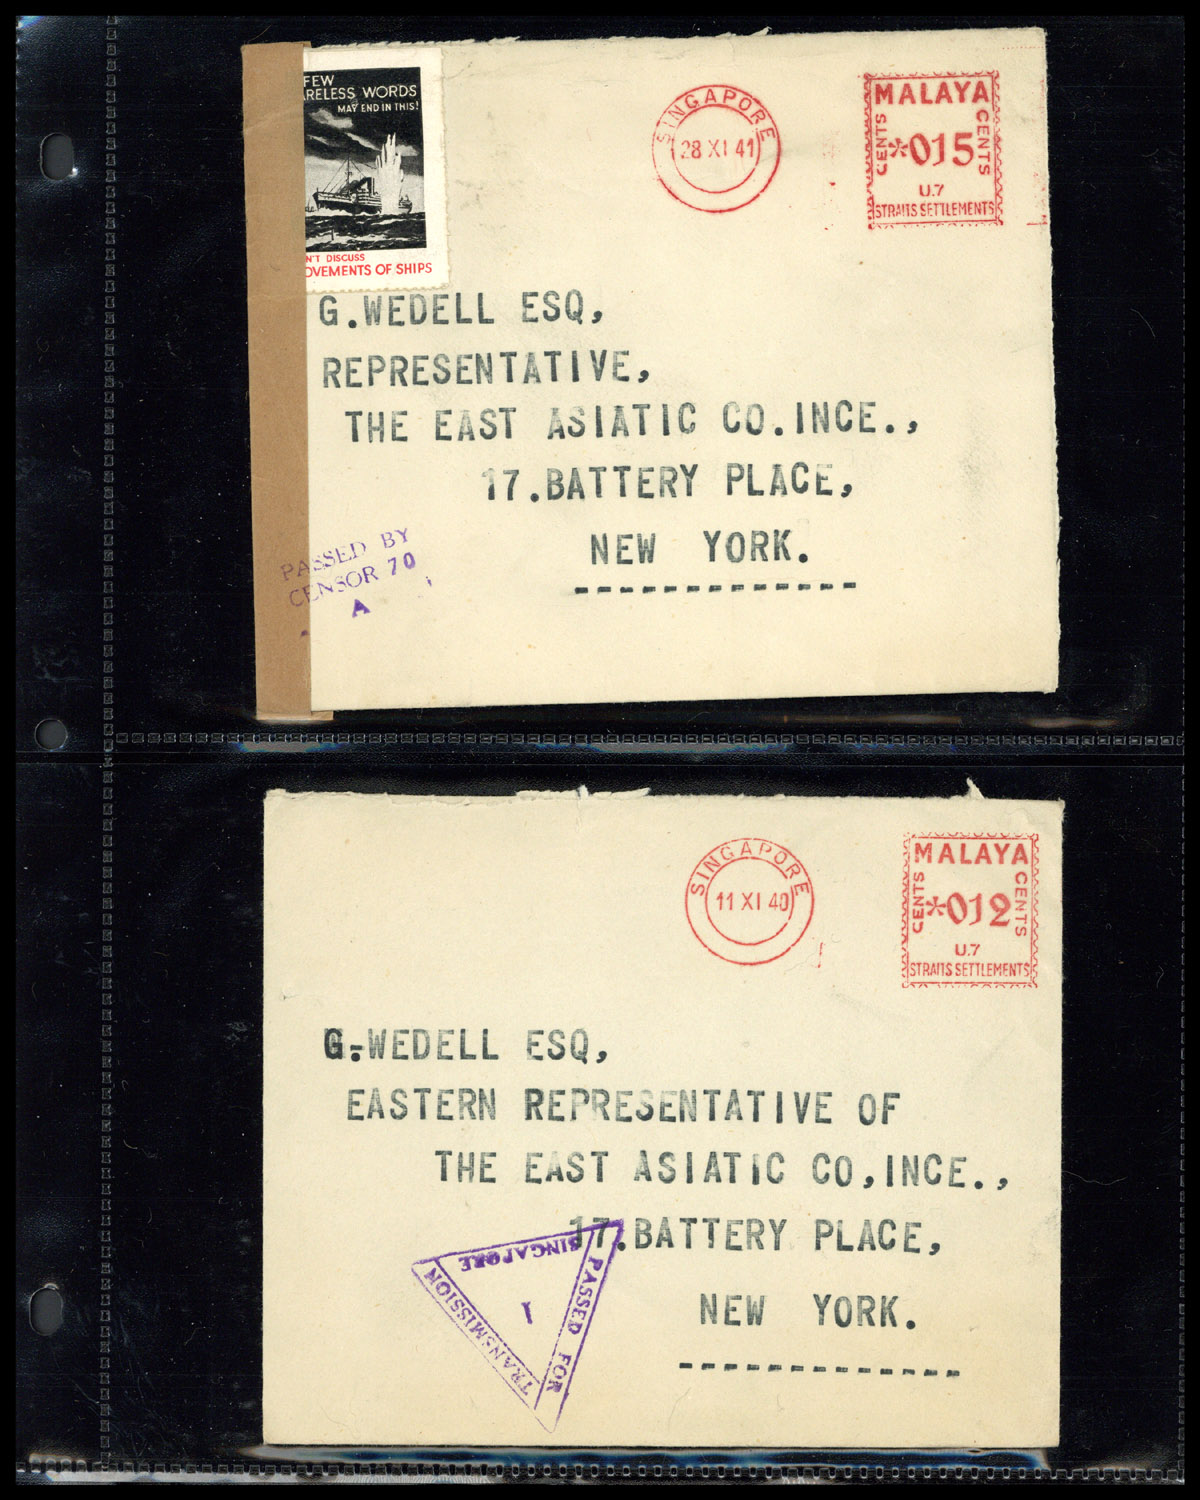 FEW
RELESS WORDS
MAY END IN THIS!
N'T DISCUSS
OVEMENTS OF SHIPS
SINGAPORE
28 XI 41
MALAYA
CENTS *015 CENTS
U.7
STRAITS SETTLEMENTS
G.WEDELL ESQ,
REPRESENTATIVE,
THE EAST ASIATIC CO.INCE.,
17.BATTERY PLACE,
NEW YORK.
PASSED BY
CENSOR 70
A
SINGAPORE
11 XI 40
MALAYA
CENTS *012 CENTS
U.7
STRAITS SETTLEMENTS
G.WEDELL ESQ,
EASTERN REPRESENTATIVE OF
THE EAST ASIATIC CO,INCE.,
17.BATTERY PLACE,
NEW YORK.
PASSED FOR
TRANSMISSION
SINGAPORE
1